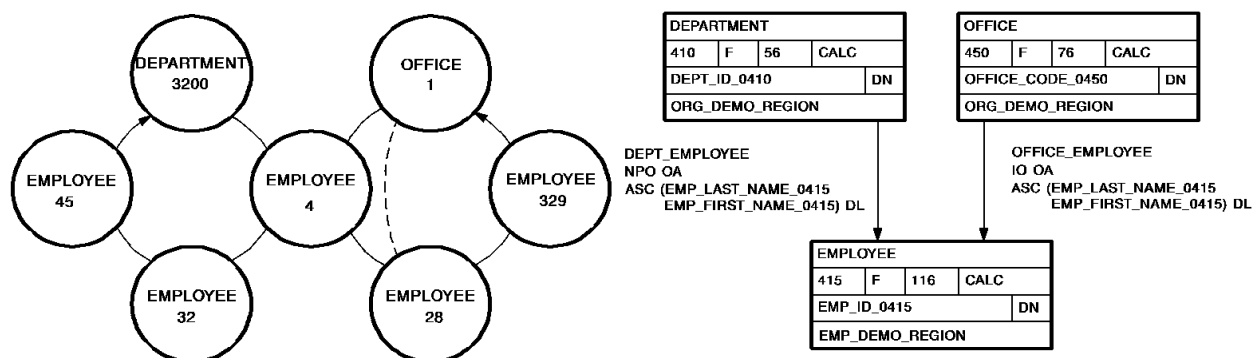 DEPARTMENT
3200
OFFICE
1
EMPLOYEE
45
EMPLOYEE
4
EMPLOYEE
329
EMPLOYEE
32
EMPLOYEE
28
DEPARTMENT
410 F 56 CALC
DEPT_ID_0410 DN
ORG_DEMO_REGION
OFFICE
450 F 76 CALC
OFFICE_CODE_0450 DN
ORG_DEMO_REGION
DEPT_EMPLOYEE
NPO OA
ASC (EMP_LAST_NAME_0415
EMP_FIRST_NAME_0415) DL
OFFICE_EMPLOYEE
IO OA
ASC (EMP_LAST_NAME_0415
EMP_FIRST_NAME_0415) DL
EMPLOYEE
415 F 116 CALC
EMP_ID_0415 DN
EMP_DEMO_REGION